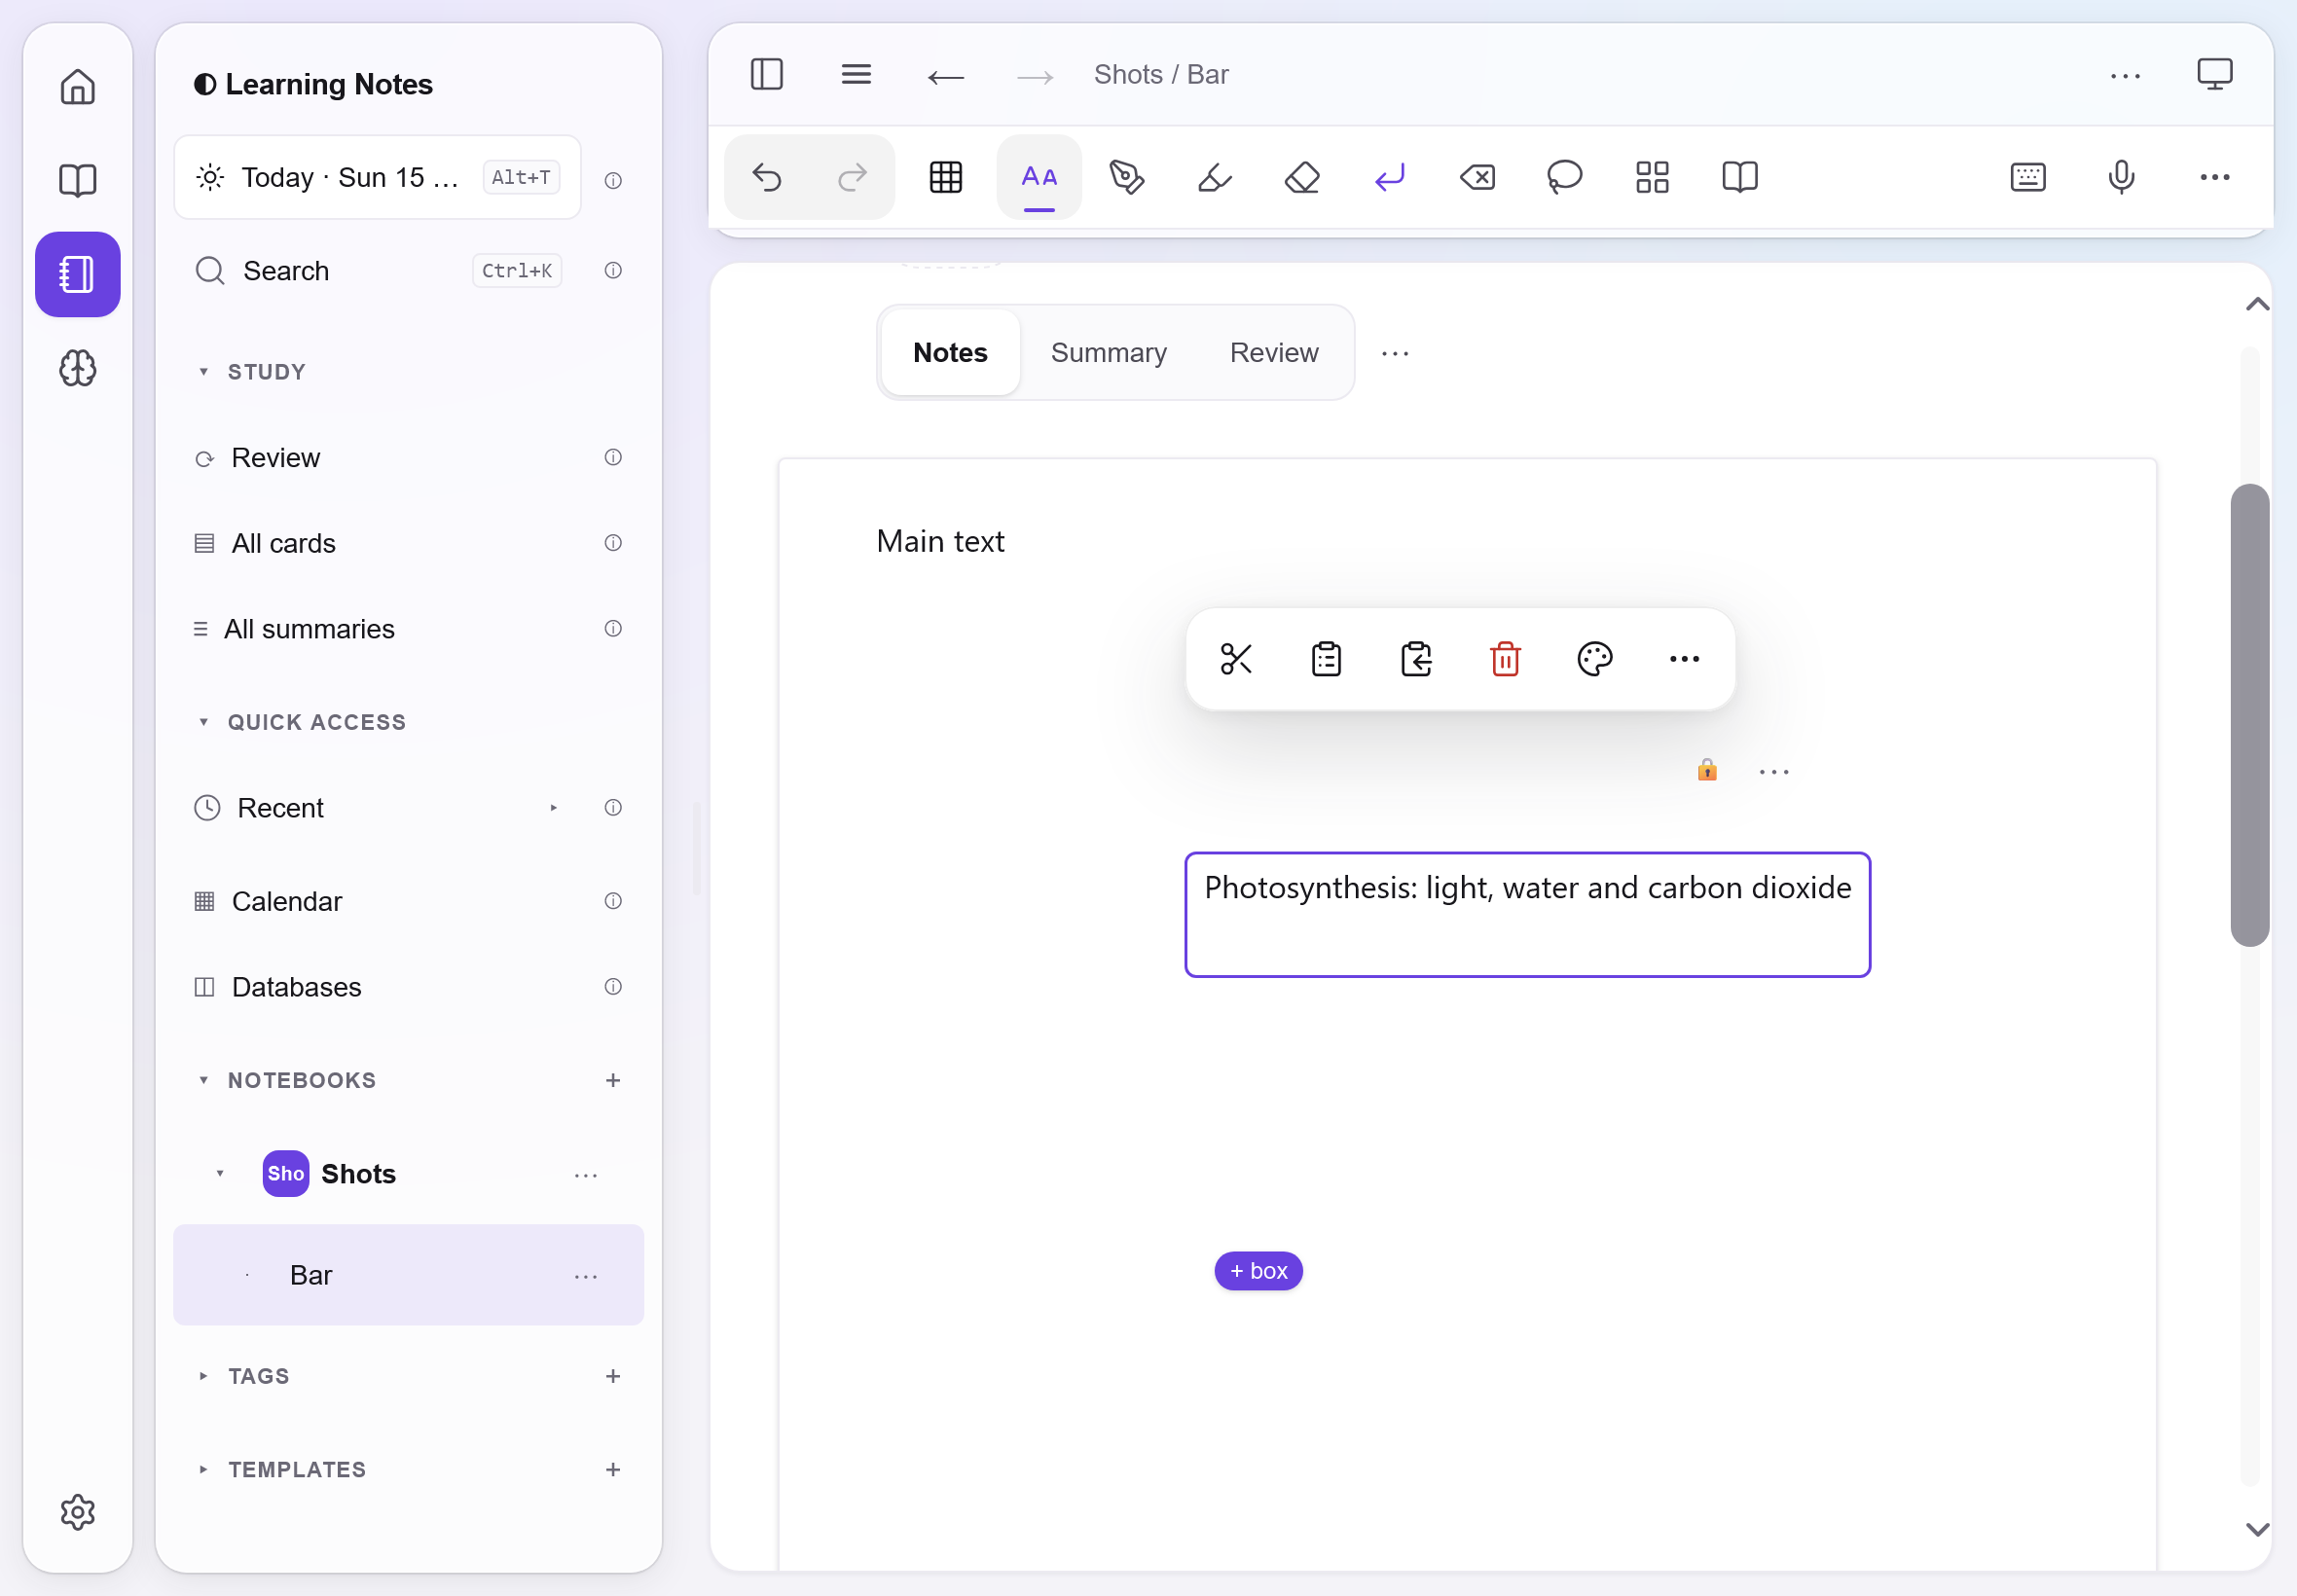 Learning Notes
Today · Sun 15 ... Alt+T
Search Ctrl+K
STUDY
Review
All cards
All summaries
QUICK ACCESS
Recent
Calendar
Databases
NOTEBOOKS +
Sho Shots ...
Bar ...
TAGS +
TEMPLATES +
Shots / Bar
AA
Notes Summary Review ...
Main text
Photosynthesis: light, water and carbon dioxide
+ box